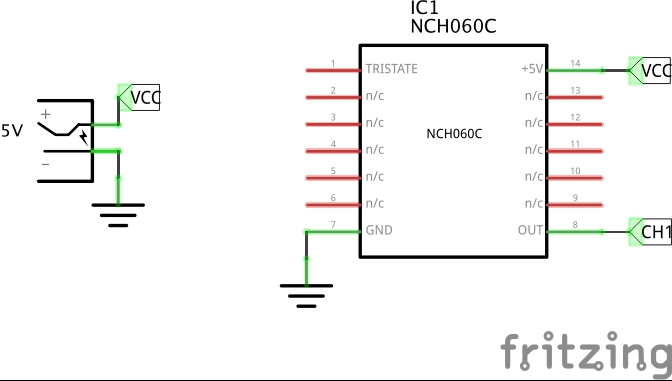 IC1
NCH060C
1 TRISTATE +5V 14 VCC
2 n/c n/c 13
3 n/c n/c 12
4 n/c n/c 11
5 n/c n/c 10
6 n/c n/c 9
7 GND OUT 8 CH1
NCH060C
VCC
5V
+
−
fritzing